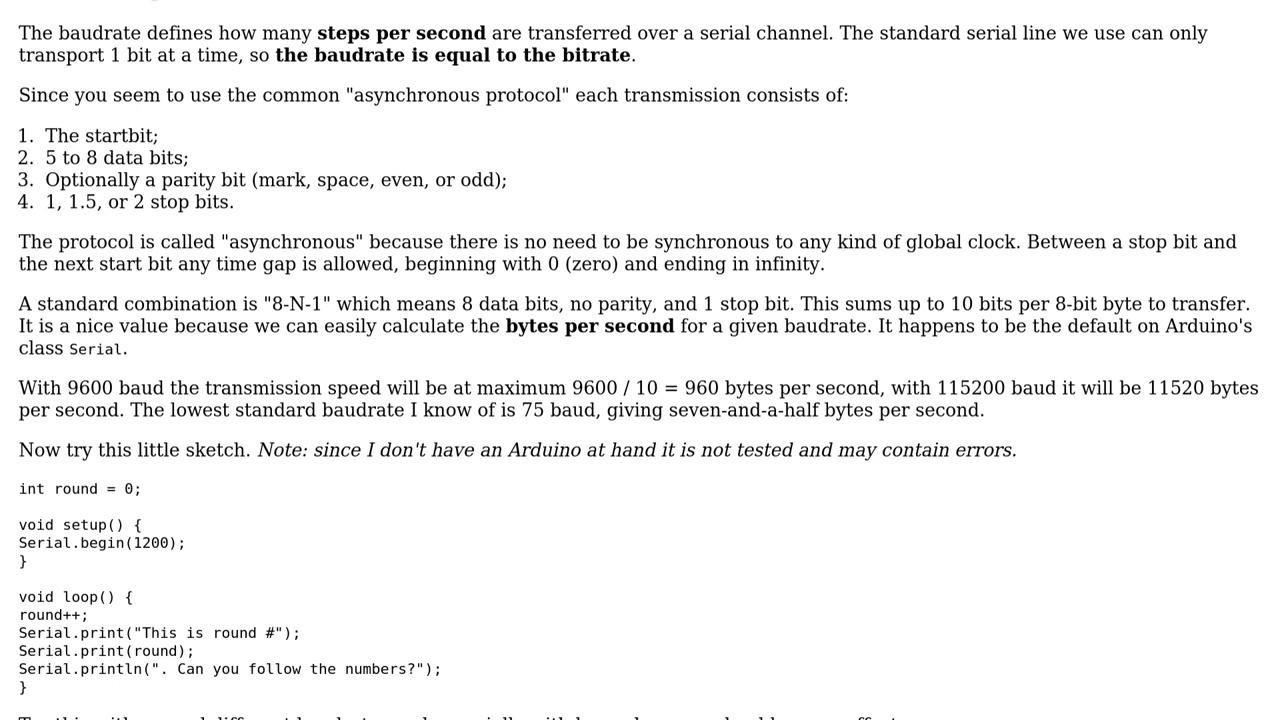 The baudrate defines how many steps per second are transferred over a serial channel. The standard serial line we use can only
transport 1 bit at a time, so the baudrate is equal to the bitrate.
Since you seem to use the common "asynchronous protocol" each transmission consists of:
1. The startbit;
2. 5 to 8 data bits;
3. Optionally a parity bit (mark, space, even, or odd);
4. 1, 1.5, or 2 stop bits.
The protocol is called "asynchronous" because there is no need to be synchronous to any kind of global clock. Between a stop bit and
the next start bit any time gap is allowed, beginning with 0 (zero) and ending in infinity.
A standard combination is "8-N-1" which means 8 data bits, no parity, and 1 stop bit. This sums up to 10 bits per 8-bit byte to transfer.
It is a nice value because we can easily calculate the bytes per second for a given baudrate. It happens to be the default on Arduino's
class Serial.
With 9600 baud the transmission speed will be at maximum 9600 / 10 = 960 bytes per second, with 115200 baud it will be 11520 bytes
per second. The lowest standard baudrate I know of is 75 baud, giving seven-and-a-half bytes per second.
Now try this little sketch. Note: since I don't have an Arduino at hand it is not tested and may contain errors.
int round = 0;
void setup() {
Serial.begin(1200);
}
void loop() {
round++;
Serial.print("This is round #");
Serial.print(round);
Serial.println(". Can you follow the numbers?");
}